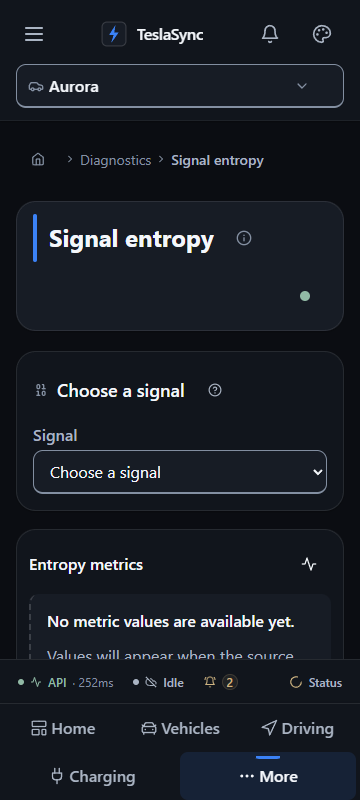 TeslaSync
Aurora
Diagnostics
Signal entropy
Signal entropy
Choose a signal
Signal
Choose a signal
Entropy metrics
No metric values are available yet.
Values will appear when the source
API · 252ms
Idle
2
Status
Home
Vehicles
Driving
Charging
More